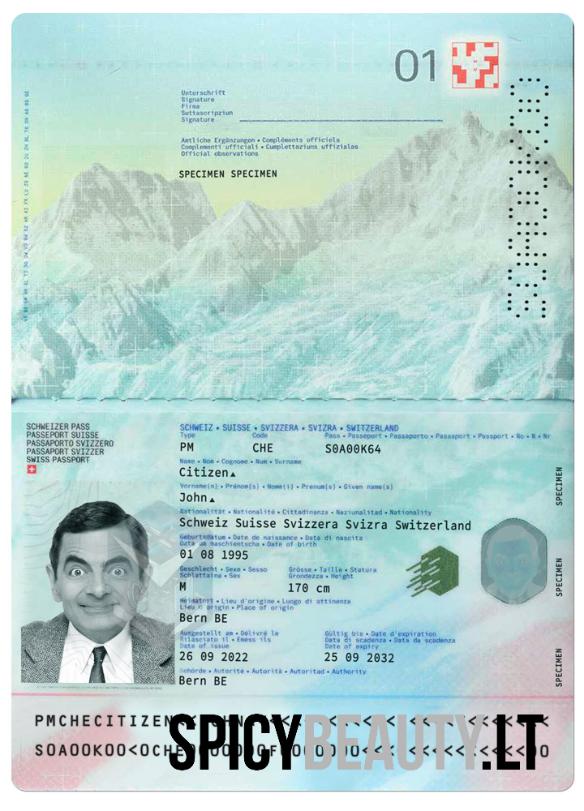 01
Unterschrift
Signature
Firma
Suttascripziun
Signature
Amtliche Ergänzungen • Compléments officiels
Complementi ufficiali • Cumplettaziuns uffizialas
Official observations
SPECIMEN SPECIMEN
SCHWEIZER PASS
PASSEPORT SUISSE
PASSAPORTO SVIZZERO
PASSAPORT SVIZZER
SWISS PASSPORT
SCHWEIZ • SUISSE • SVIZZERA • SVIZRA • SWITZERLAND
Type Code Pass • Passeport • Passaporto • Passaport • Passport • No • N • Nr
PM CHE S0A00K64
Name • Nom • Cognome • Num • Surname
Citizen
Vorname(n) • Prénom(s) • Nome(i) • Prenum(s) • Given name(s)
John
Nationalität • Nationalité • Cittadinanza • Naziunalitad • Nationality
Schweiz Suisse Svizzera Svizra Switzerland
Geburtsdatum • Date de naissance • Data di nascita
Data da naschientscha • Date of birth
01 08 1995
Geschlecht • Sexe • Sesso Grösse • Taille • Statura
Schlattaina • Sex Grondezza • Height
M 170 cm
Heimatort • Lieu d'origine • Luogo di attinenza
Lieu d'origin • Place of origin
Bern BE
Ausgestellt am • Délivré le Gültig bis • Date d'expiration
Rilasciato il • Emess ils Data di scadenza • Data da scadenza
Date of issue Date of expiry
26 09 2022 25 09 2032
Behörde • Autorité • Autorità • Autoritad • Authority
Bern BE
SPECIMEN
SPECIMEN
SPECIMEN
PMCHECITIZEN
S0A00K00<0CHE
SPICYBEAUTY.LT